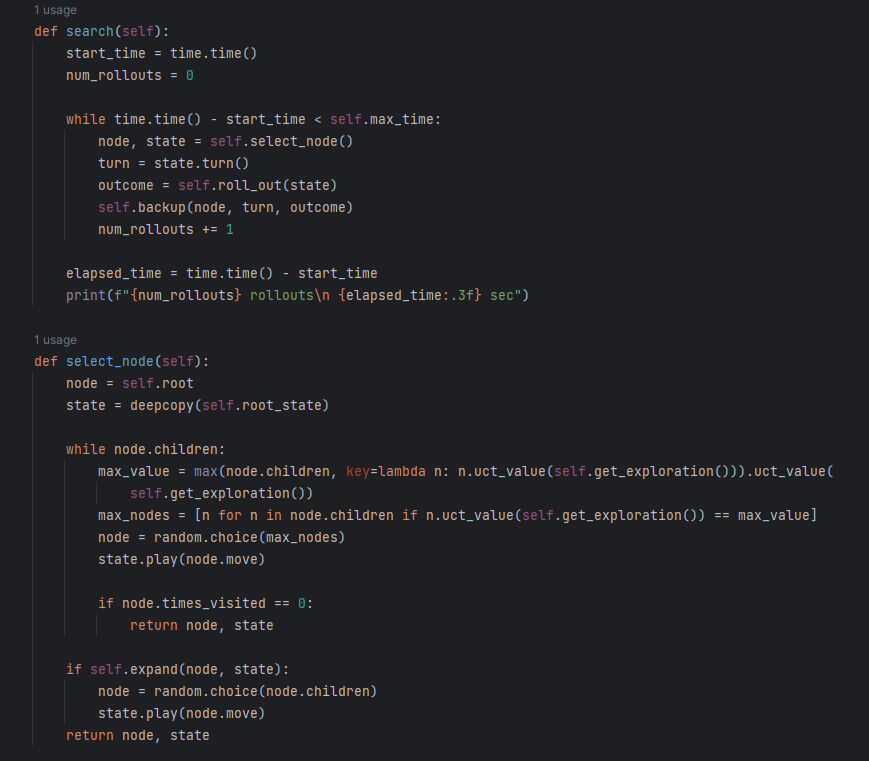 1 usage
def search(self):
    start_time = time.time()
    num_rollouts = 0

    while time.time() - start_time < self.max_time:
        node, state = self.select_node()
        turn = state.turn()
        outcome = self.roll_out(state)
        self.backup(node, turn, outcome)
        num_rollouts += 1

    elapsed_time = time.time() - start_time
    print(f"{num_rollouts} rollouts\n {elapsed_time:.3f} sec")

1 usage
def select_node(self):
    node = self.root
    state = deepcopy(self.root_state)

    while node.children:
        max_value = max(node.children, key=lambda n: n.uct_value(self.get_exploration())).uct_value(
            self.get_exploration())
        max_nodes = [n for n in node.children if n.uct_value(self.get_exploration()) == max_value]
        node = random.choice(max_nodes)
        state.play(node.move)

        if node.times_visited == 0:
            return node, state

    if self.expand(node, state):
        node = random.choice(node.children)
        state.play(node.move)
    return node, state